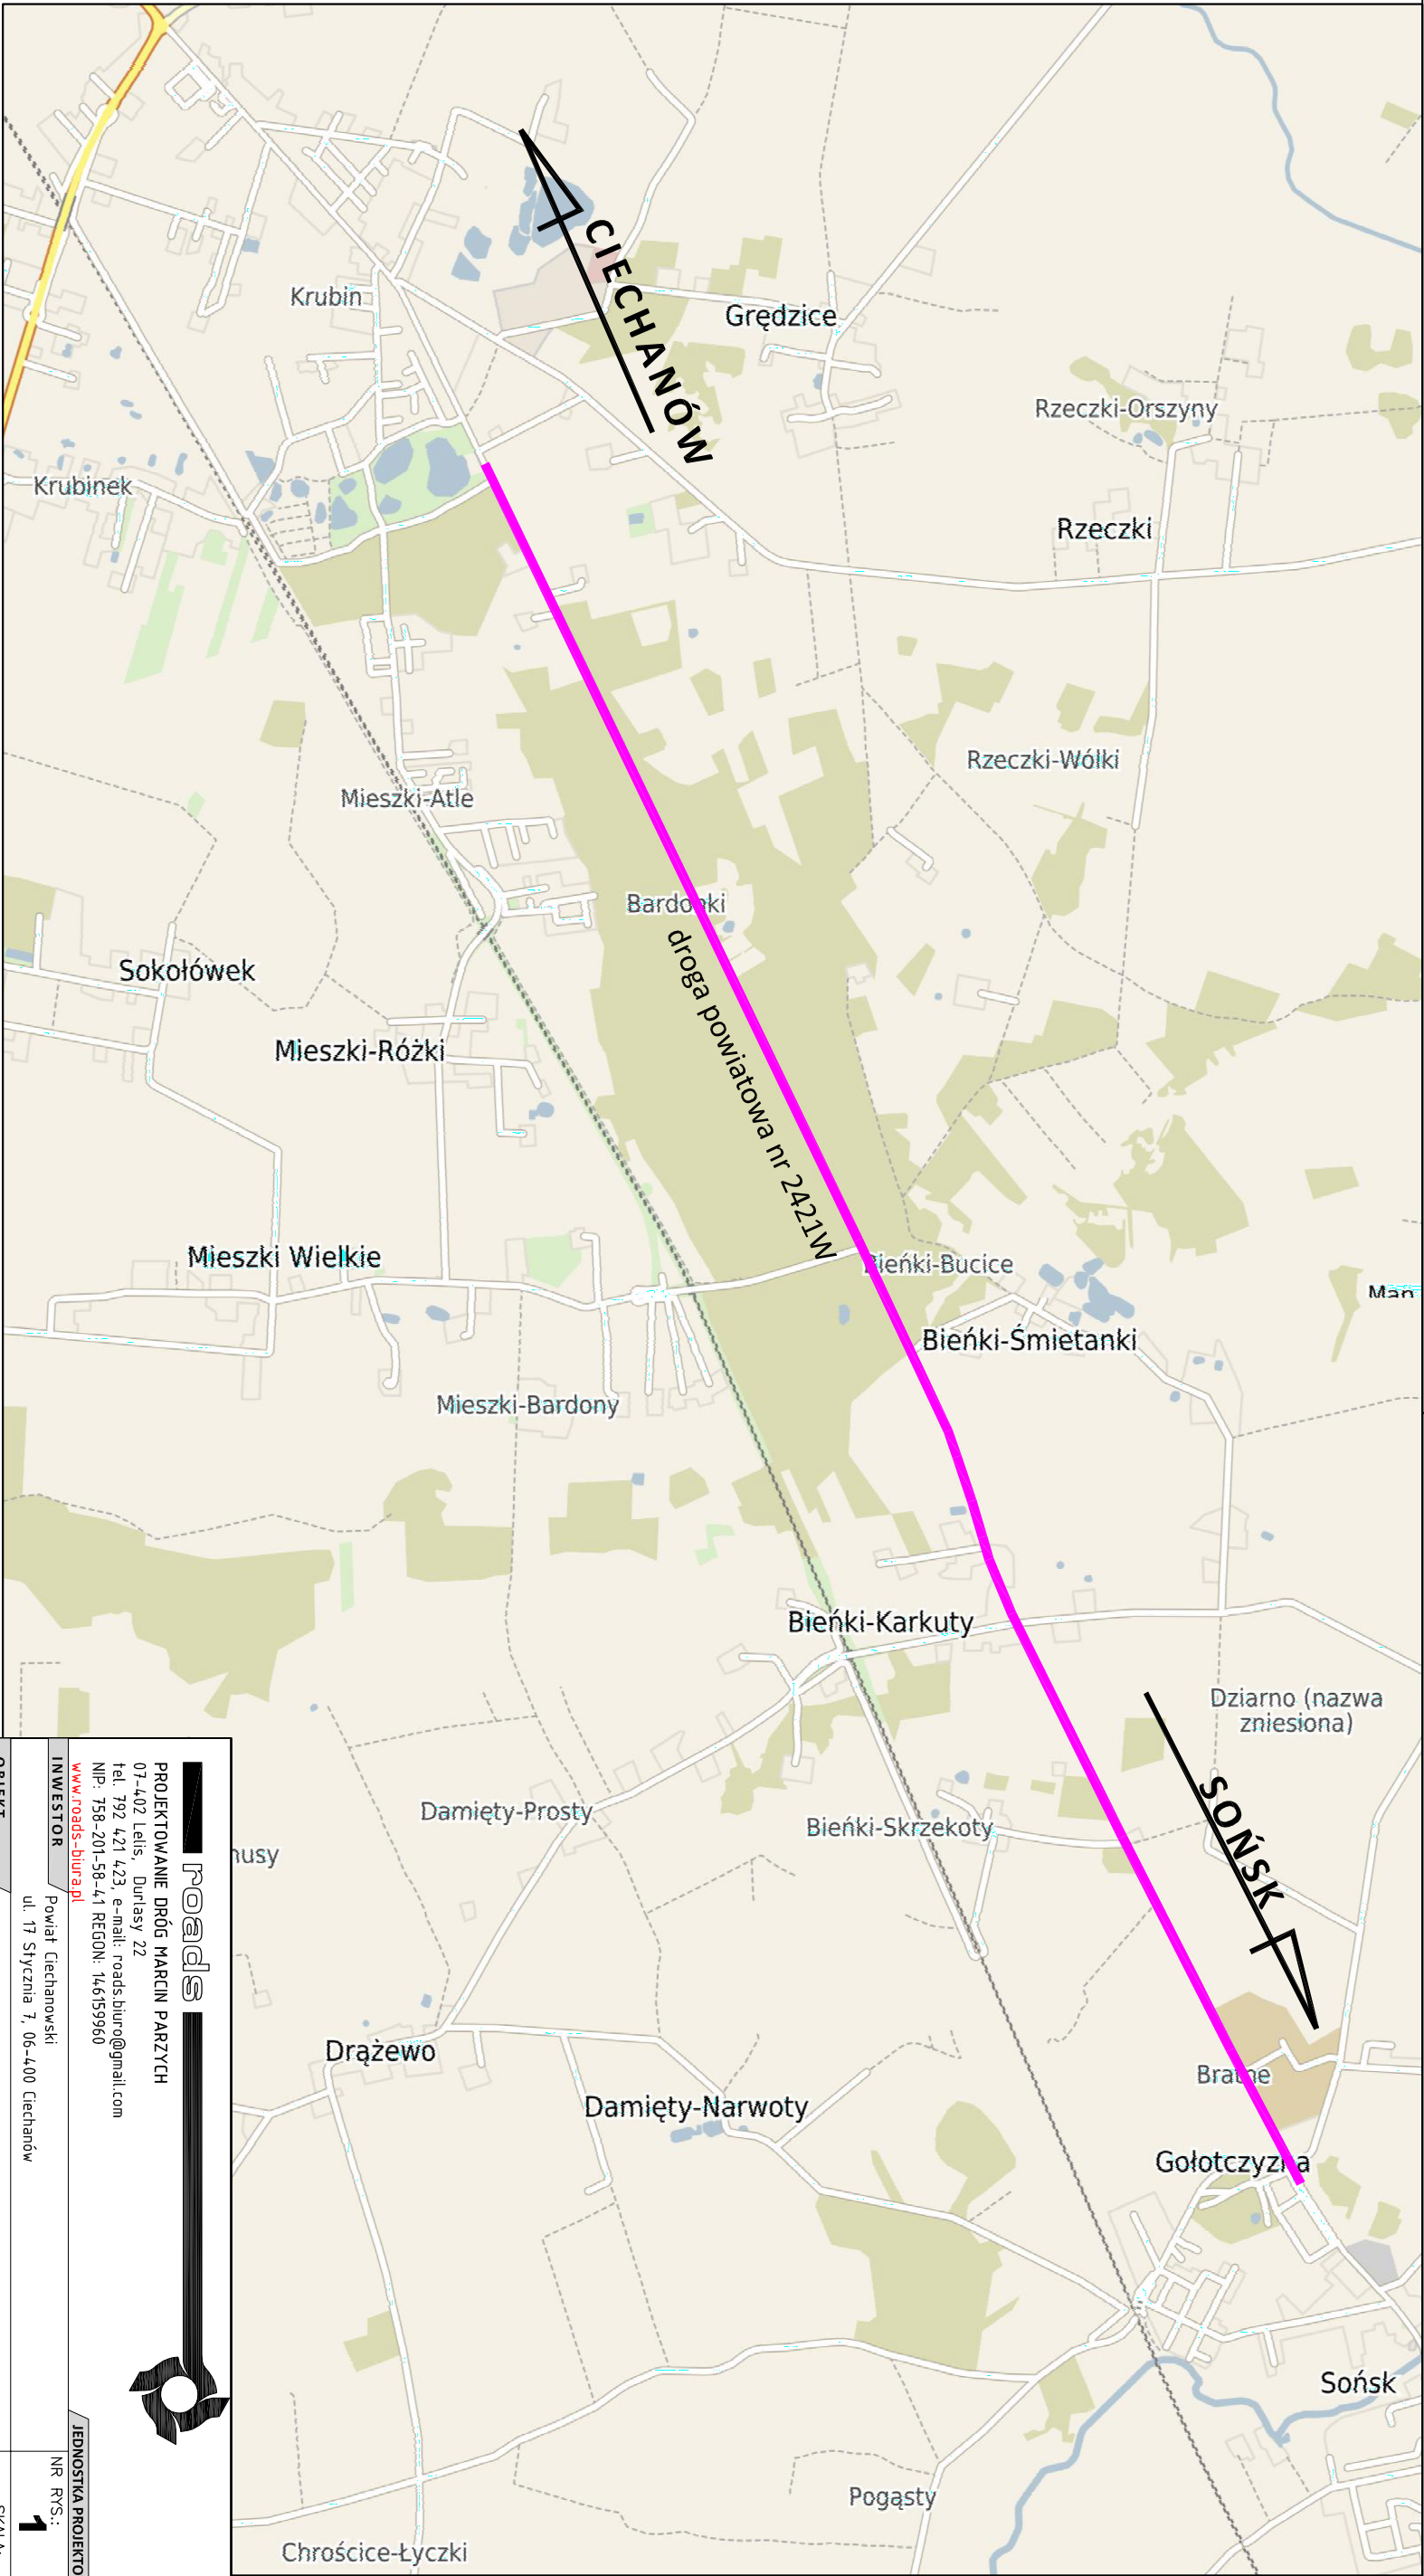 CIECHANÓW
Krubin
Grędzice
Rzeczki-Orszyny
Krubinek
Rzeczki
Rzeczki-Wólki
Mieszki-Atle
droga powiatowa nr 2421W
Sokołówek
Mieszki-Różki
Mieszki Wielkie
Bieńki-Bucice
Bieńki-Śmietanki
Mieszki-Bardony
Bieńki-Karkuty
Dziarno (nazwa
zniesiona)
SOŃSK
Damięty-Prosty
Bieńki-Skrzekoty
nusy
Drążewo
Bratne
Damięty-Narwoty
Gołotczyzna
Sońsk
Pogąsty
Chrościce-Łyczki
roads
PROJEKTOWANIE DRÓG MARCIN PARZYCH
07-402 Lelis, Durlasy 22
tel. 792 421 423, e-mail: roads.biuro@gmail.com
NIP: 758-201-58-41 REGON: 146159960
www.roads-biura.pl
JEDNOSTKA PROJEKTO
INWESTOR
Powiat Ciechanowski
ul. 17 Stycznia 7, 06-400 Ciechanów
NR RYS.:
1